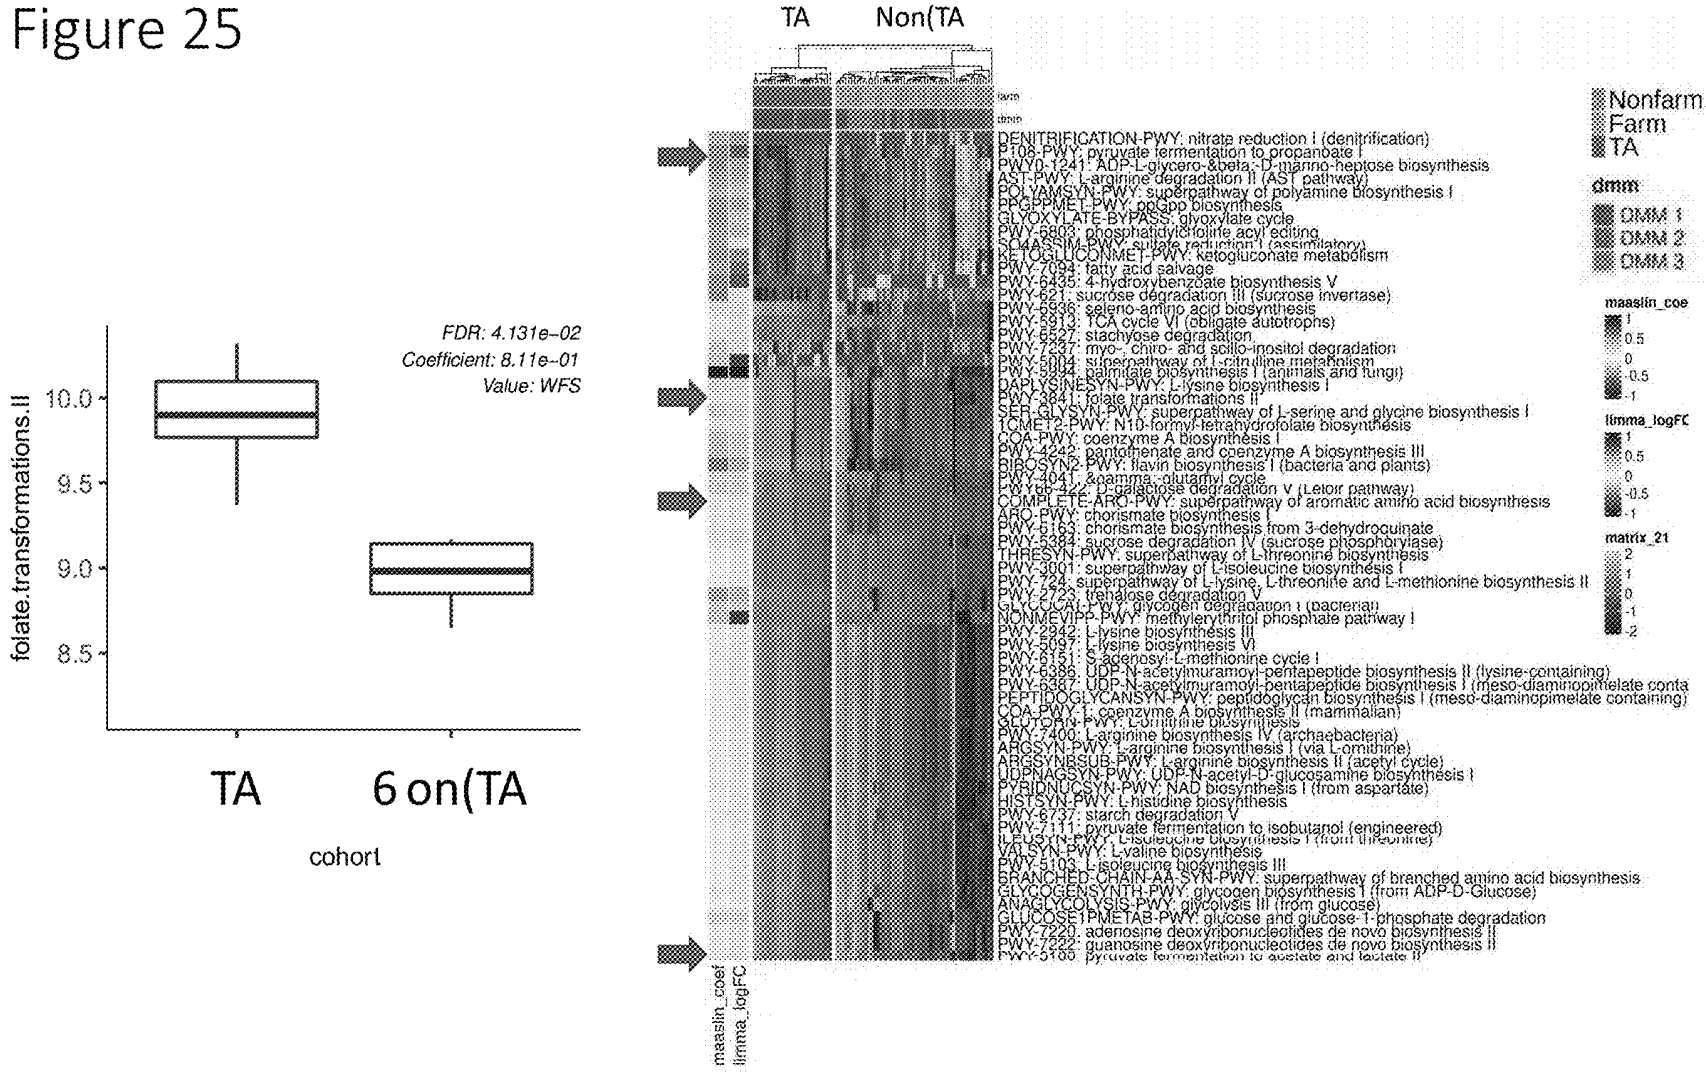 Figure 25
FDR: 4.131e-02
Coefficient: 8.11e-01
Value: WFS
folate.transformations.II
10.0
9.5
9.0
8.5
TA
6 on(TA
cohort
TA
Non(TA
farm
dmm
DENITRIFICATION-PWY: nitrate reduction I (denitrification)
P108-PWY: pyruvate fermentation to propanoate I
PWY0-1241: ADP-L-glycero-&beta;-D-manno-heptose biosynthesis
AST-PWY: L-arginine degradation II (AST pathway)
POLYAMSYN-PWY: superpathway of polyamine biosynthesis I
PPGPPMET-PWY: ppGpp biosynthesis
GLYOXYLATE-BYPASS: glyoxylate cycle
PWY-6803: phosphatidylcholine acyl editing
SO4ASSIM-PWY: sulfate reduction I (assimilatory)
KETOGLUCONMET-PWY: ketogluconate metabolism
PWY-7094: fatty acid salvage
PWY-6435: 4-hydroxybenzoate biosynthesis V
PWY-621: sucrose degradation III (sucrose invertase)
PWY-6936: seleno-amino acid biosynthesis
PWY-5913: TCA cycle VI (obligate autotrophs)
PWY-6527: stachyose degradation
PWY-7237: myo-, chiro- and scillo-inositol degradation
PWY-5004: superpathway of L-citrulline metabolism
PWY-5994: palmitate biosynthesis I (animals and fungi)
DAPLYSINESYN-PWY: L-lysine biosynthesis I
PWY-3841: folate transformations II
SER-GLYSYN-PWY: superpathway of L-serine and glycine biosynthesis I
1CMET2-PWY: N10-formyl-tetrahydrofolate biosynthesis
COA-PWY: coenzyme A biosynthesis I
PWY-4242: pantothenate and coenzyme A biosynthesis III
RIBOSYN2-PWY: flavin biosynthesis I (bacteria and plants)
PWY-4041: &gamma;-glutamyl cycle
PWY66-422: D-galactose degradation V (Leloir pathway)
COMPLETE-ARO-PWY: superpathway of aromatic amino acid biosynthesis
ARO-PWY: chorismate biosynthesis I
PWY-6163: chorismate biosynthesis from 3-dehydroquinate
PWY-5384: sucrose degradation IV (sucrose phosphorylase)
THRESYN-PWY: superpathway of L-threonine biosynthesis
PWY-3001: superpathway of L-isoleucine biosynthesis I
PWY-724: superpathway of L-lysine, L-threonine and L-methionine biosynthesis II
PWY-2723: trehalose degradation V
GLYCOCAT-PWY: glycogen degradation I (bacterial)
NONMEVIPP-PWY: methylerythritol phosphate pathway I
PWY-2942: L-lysine biosynthesis III
PWY-5097: L-lysine biosynthesis VI
PWY-6151: S-adenosyl-L-methionine cycle I
PWY-6386: UDP-N-acetylmuramoyl-pentapeptide biosynthesis II (lysine-containing)
PWY-6387: UDP-N-acetylmuramoyl-pentapeptide biosynthesis I (meso-diaminopimelate conta
PEPTIDOGLYCANSYN-PWY: peptidoglycan biosynthesis I (meso-diaminopimelate containing)
COA-PWY-1: coenzyme A biosynthesis II (mammalian)
GLUTORN-PWY: L-ornithine biosynthesis
PWY-7400: L-arginine biosynthesis IV (archaebacteria)
ARGSYN-PWY: L-arginine biosynthesis I (via L-ornithine)
ARGSYNBSUB-PWY: L-arginine biosynthesis II (acetyl cycle)
UDPNAGSYN-PWY: UDP-N-acetyl-D-glucosamine biosynthesis I
PYRIDNUCSYN-PWY: NAD biosynthesis I (from aspartate)
HISTSYN-PWY: L-histidine biosynthesis
PWY-6737: starch degradation V
PWY-7111: pyruvate fermentation to isobutanol (engineered)
ILEUSYN-PWY: L-isoleucine biosynthesis I (from threonine)
VALSYN-PWY: L-valine biosynthesis
PWY-5103: L-isoleucine biosynthesis III
BRANCHED-CHAIN-AA-SYN-PWY: superpathway of branched amino acid biosynthesis
GLYCOGENSYNTH-PWY: glycogen biosynthesis I (from ADP-D-Glucose)
ANAGLYCOLYSIS-PWY: glycolysis III (from glucose)
GLUCOSE1PMETAB-PWY: glucose and glucose-1-phosphate degradation
PWY-7220: adenosine deoxyribonucleotides de novo biosynthesis II
PWY-7222: guanosine deoxyribonucleotides de novo biosynthesis II
PWY-5100: pyruvate fermentation to acetate and lactate II
maaslin_coef
limma_logFC
Nonfarm
Farm
TA
dmm
DMM 1
DMM 2
DMM 3
maaslin_coe
1
0.5
0
-0.5
-1
limma_logFC
1
0.5
0
-0.5
-1
matrix_21
2
1
0
-1
-2